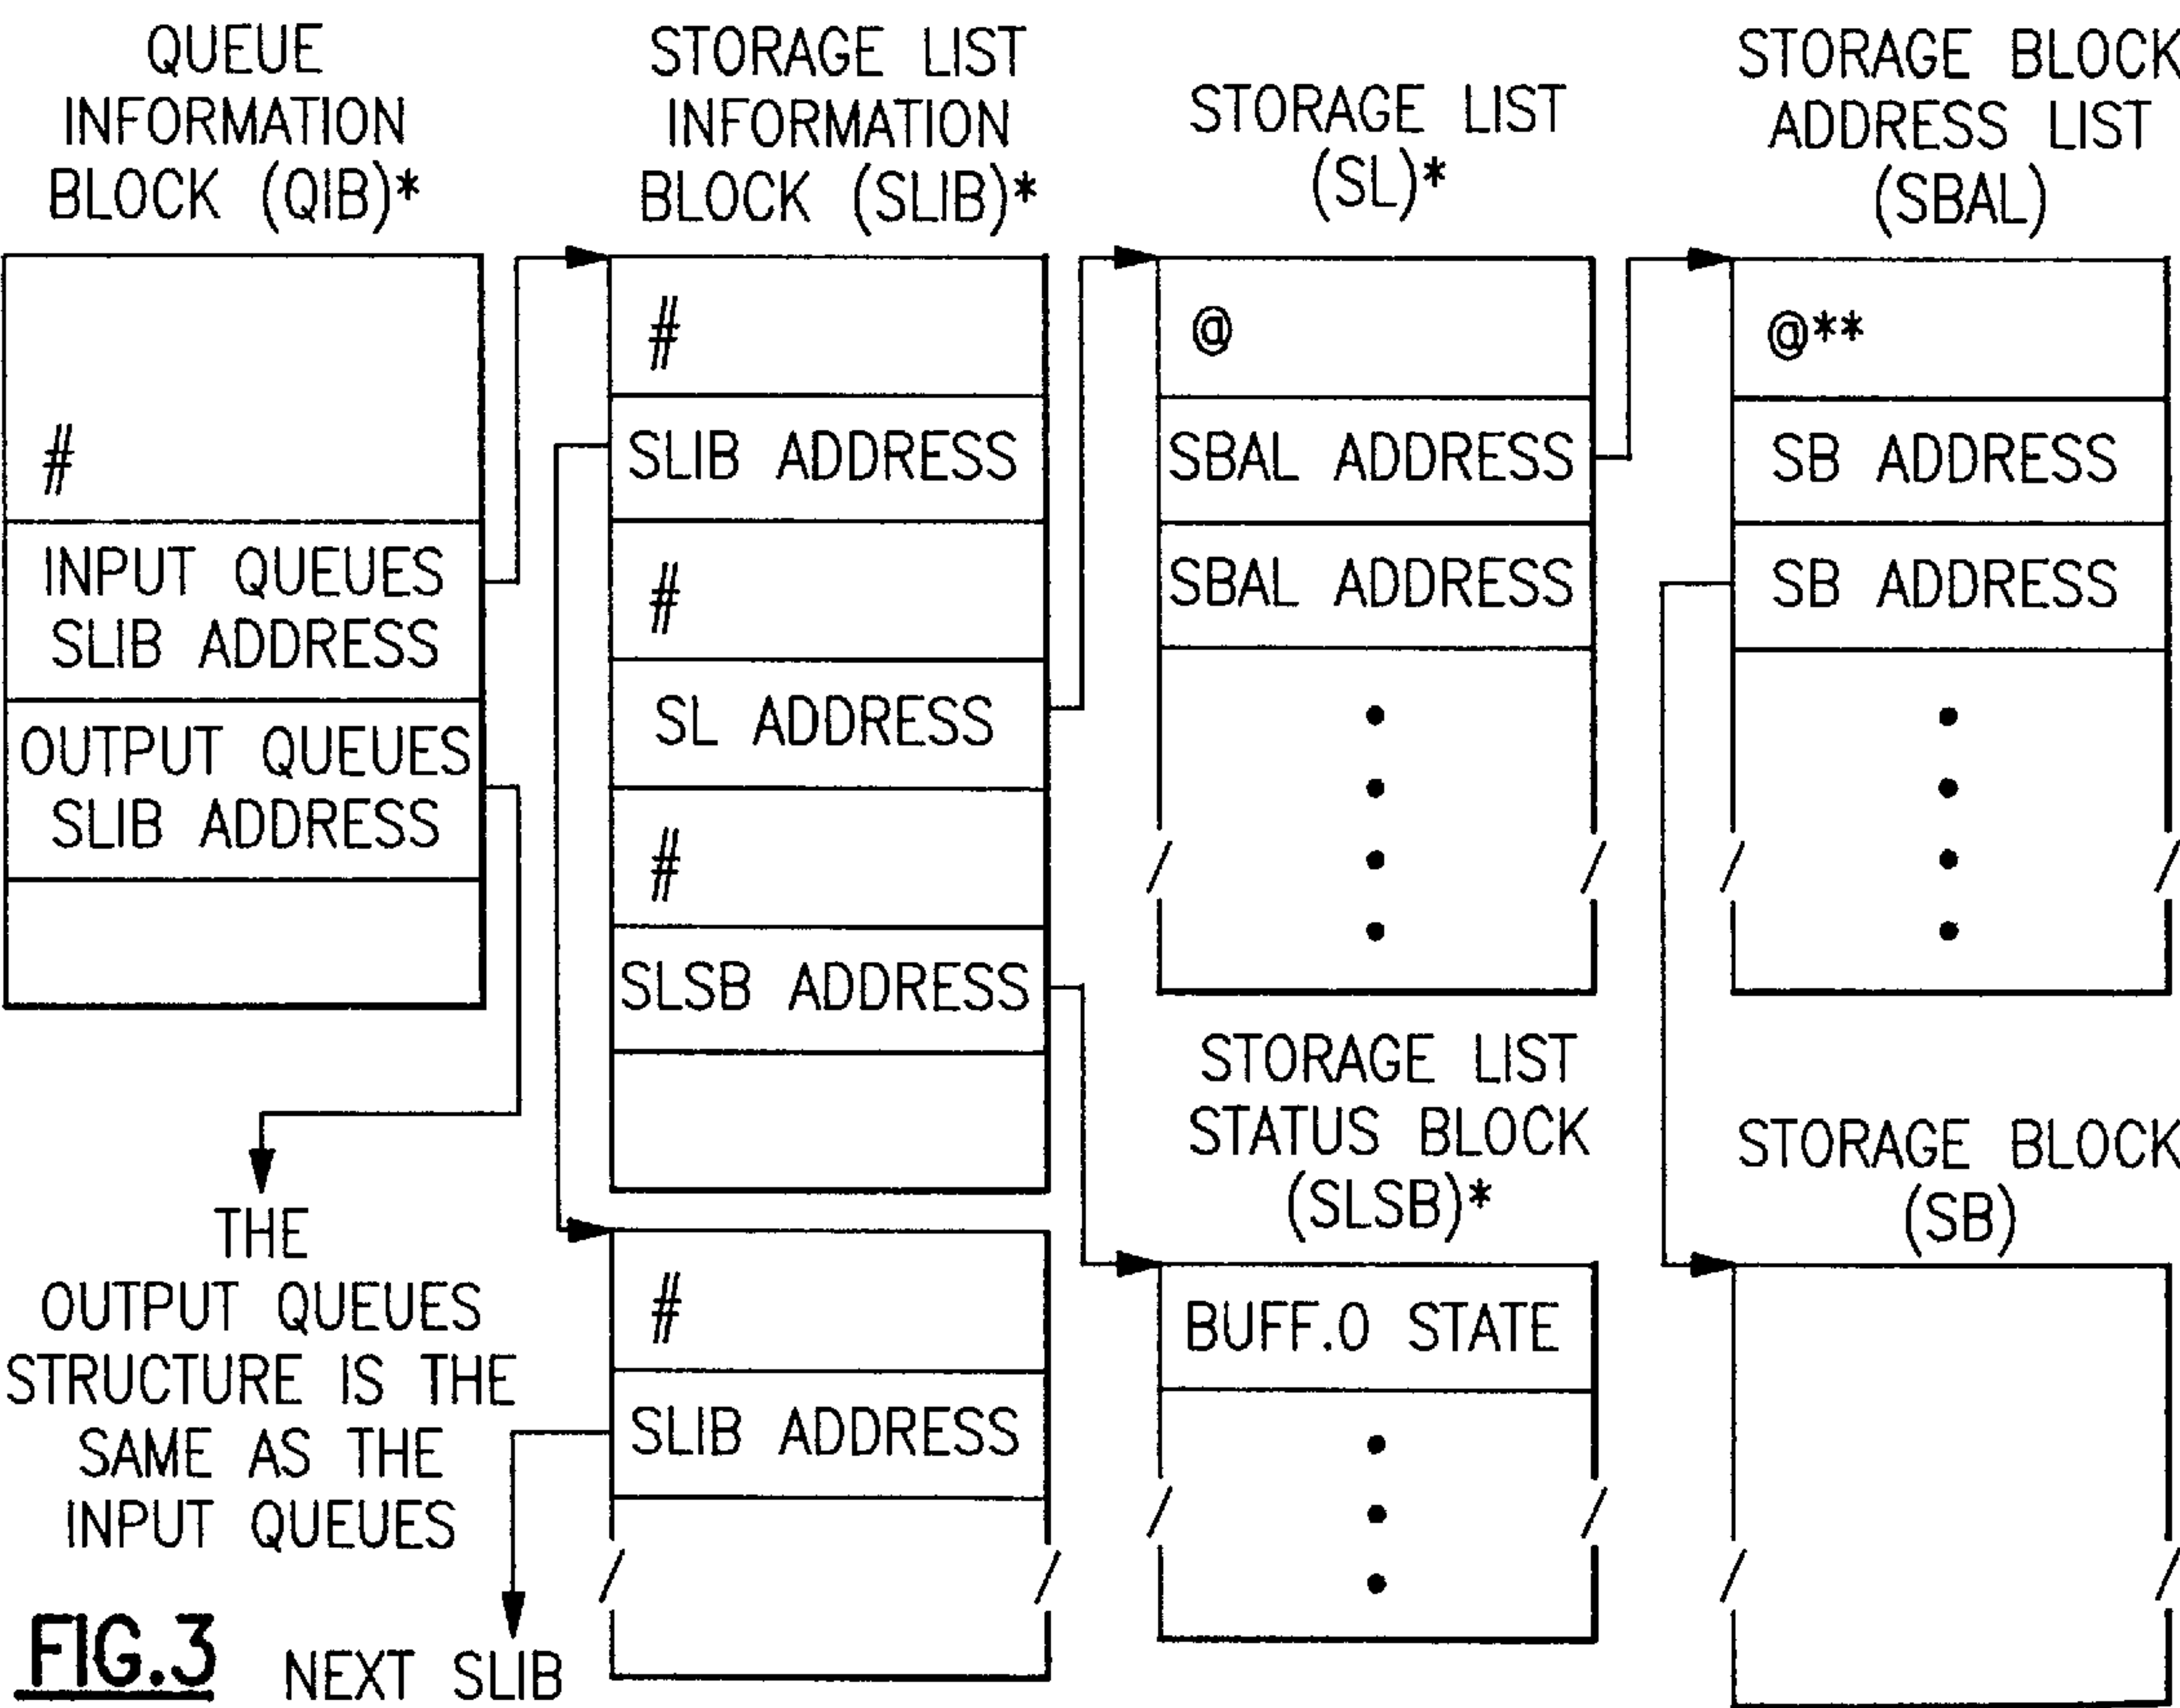 QUEUE
INFORMATION
BLOCK (QIB)*
#
INPUT QUEUES
SLIB ADDRESS
OUTPUT QUEUES
SLIB ADDRESS
THE
OUTPUT QUEUES
STRUCTURE IS THE
SAME AS THE
INPUT QUEUES
STORAGE LIST
INFORMATION
BLOCK (SLIB)*
#
SLIB ADDRESS
#
SL ADDRESS
#
SLSB ADDRESS
#
SLIB ADDRESS
NEXT SLIB
STORAGE LIST
(SL)*
@
SBAL ADDRESS
SBAL ADDRESS
STORAGE LIST
STATUS BLOCK
(SLSB)*
BUFF.0 STATE
STORAGE BLOCK
ADDRESS LIST
(SBAL)
@**
SB ADDRESS
SB ADDRESS
STORAGE BLOCK
(SB)
FIG.3